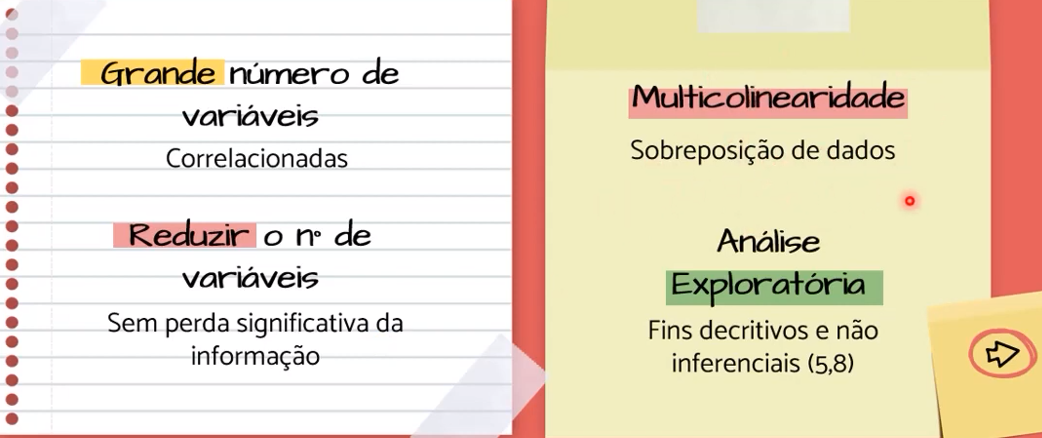 Grande número de
variáveis
Correlacionadas
Reduzir o nº de
variáveis
Sem perda significativa da
informação
Multicolinearidade
Sobreposição de dados
Análise
Exploratória
Fins decritivos e não
inferenciais (5,8)